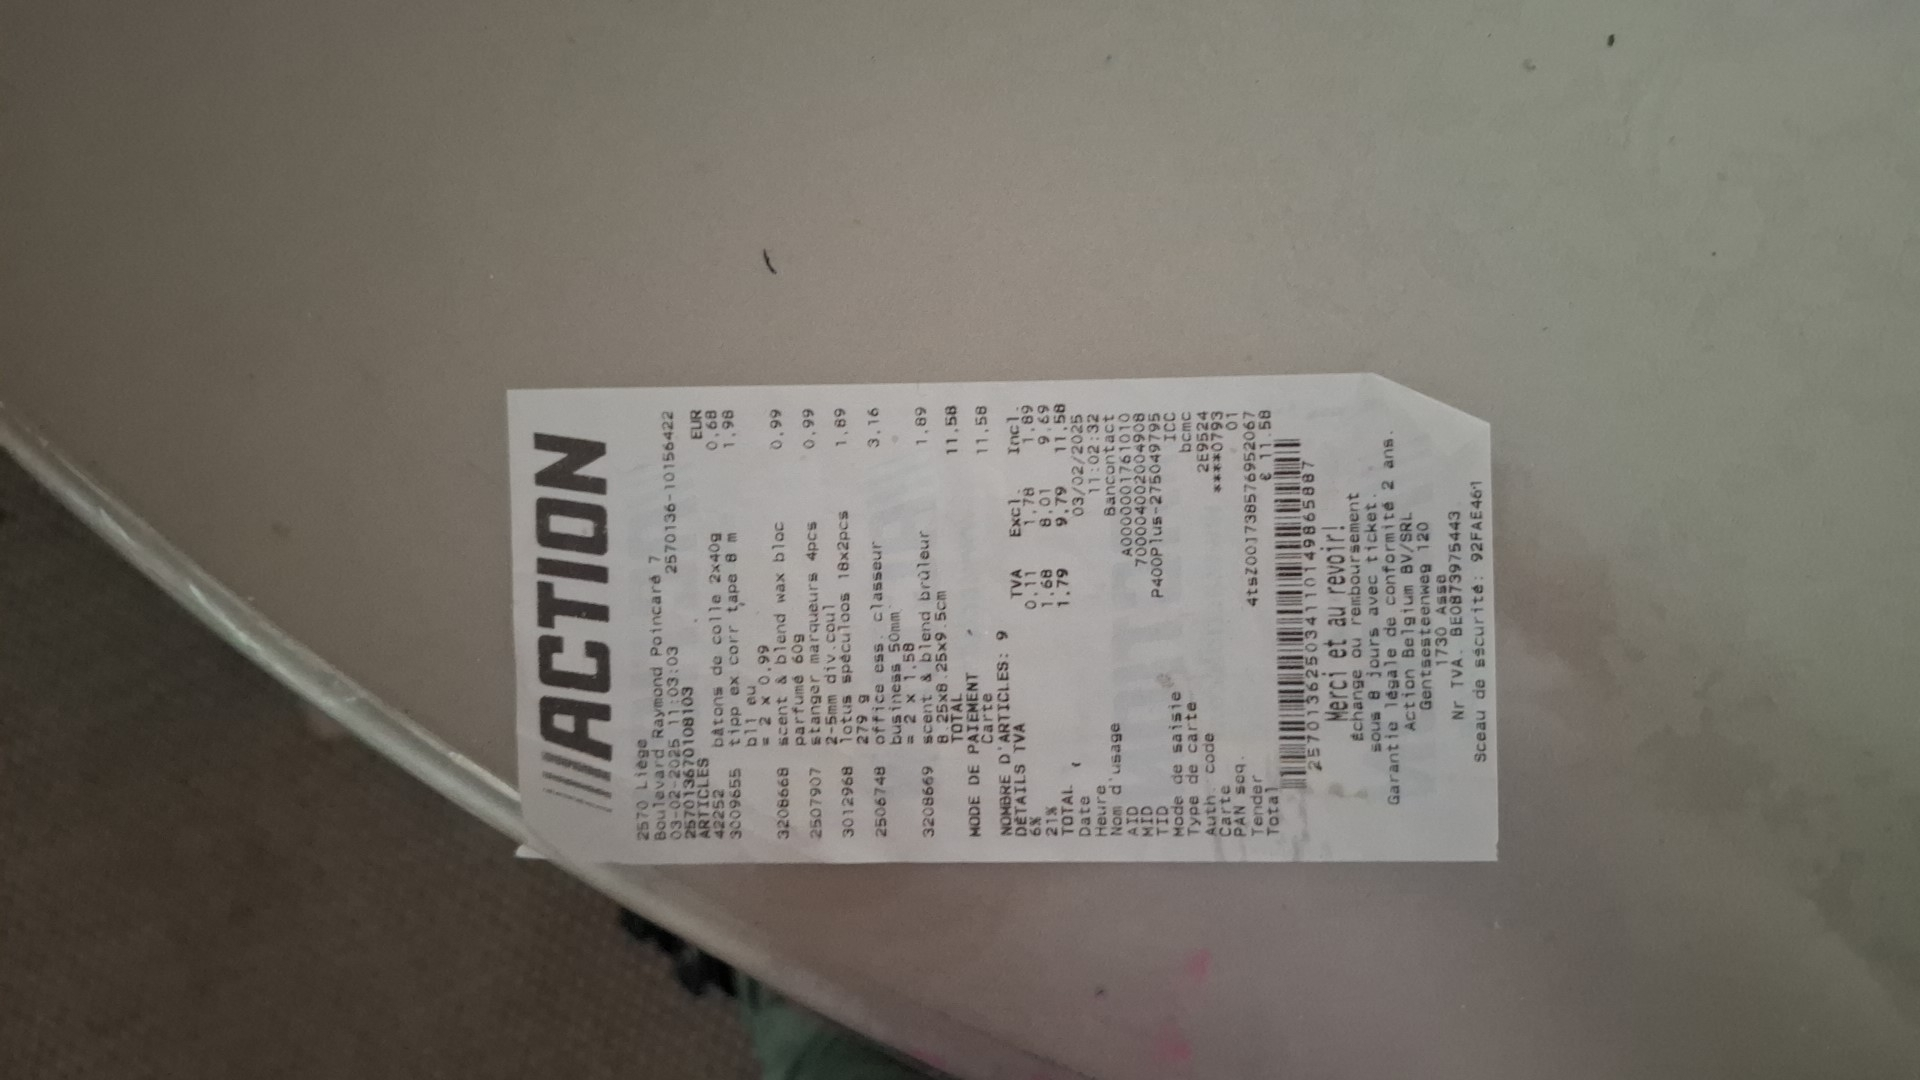 ACTION
2570 Liège
Boulevard Raymond Poincaré 7
03-02-2025 11:03:03 2570136-10156422
257013670108103
ARTICLES EUR
42252 bâtons de colle 2x40g 0,68
3009655 tipp ex corr tape 8 m 1,98
bll eu
= 2 x 0,99
3208668 scent & blend wax bloc 0,99
parfumé 60g
2507907 stanger marqueurs 4pcs 0,99
2-5mm div.coul
3012968 lotus spéculoos 18x2pcs 1,89
279 g
2506748 office ess. classeur 3,16
business 50mm
= 2 x 1,58
3208669 scent & blend brûleur 1,89
8.25x8.25x9.5cm
TOTAL 11,58
MODE DE PAIEMENT
Carte 11,58
NOMBRE D'ARTICLES: 9
DÉTAILS TVA TVA Excl. Incl.
6% 0,11 1,78 1,89
21% 1,68 8,01 9,69
TOTAL 1,79 9,79 11,58
Date 03/02/2025
Heure 11:02:32
Nom d'usage Bancontact
AID A0000001761010
MID 700004002004908
TID P400Plus-275049795
Mode de saisie ICC
Type de carte bcmc
Auth. code 2E9524
Carte ****0793
PAN seq. 01
Tender 4tsZ001738576952067
Total € 11.58
257013625034110149865887
Merci et au revoir!
Échange ou remboursement
sous 8 jours avec ticket.
Garantie légale de conformité 2 ans.
Action Belgium BV/SRL
Gentsesteenweg 120
1730 Asse
Nr TVA. BE0873975443
Sceau de sécurité: 92FAE461